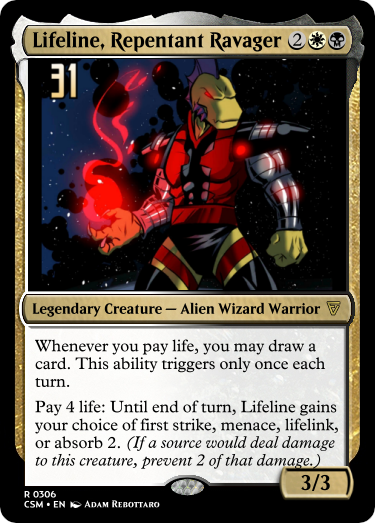 Lifeline, Repentant Ravager 2
31
Legendary Creature — Alien Wizard Warrior
Whenever you pay life, you may draw a
card. This ability triggers only once each
turn.
Pay 4 life: Until end of turn, Lifeline gains
your choice of first strike, menace, lifelink,
or absorb 2. (If a source would deal damage
to this creature, prevent 2 of that damage.)
3/3
R 0306
CSM • EN Adam Rebottaro